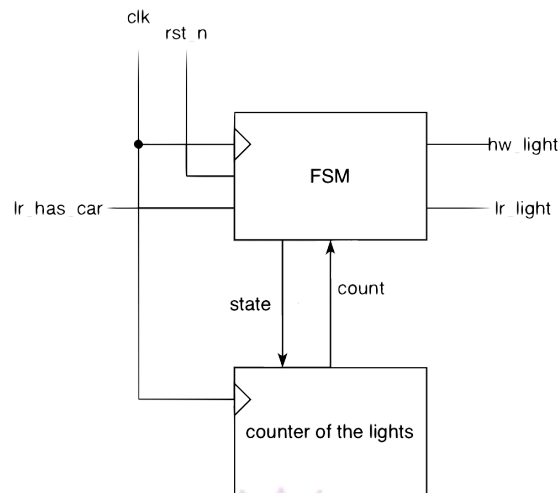 clk
rst_n
hw_light
FSM
lr_has_car
lr_light
count
state
counter of the lights